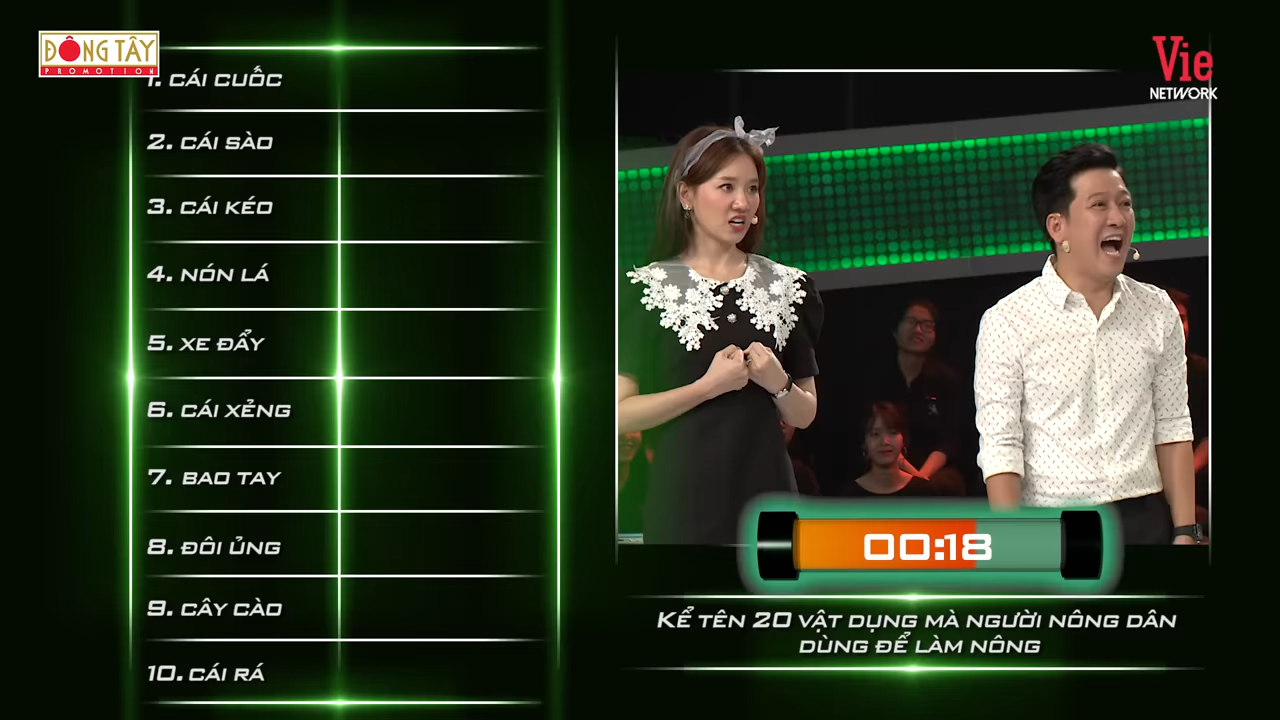 ĐÔNG TÂY
PROMOTION
1. CÁI CUỐC
2. CÁI SÀO
3. CÁI KÉO
4. NÓN LÁ
5. XE ĐẨY
6. CÁI XẺNG
7. BAO TAY
8. ĐÔI ỦNG
9. CÂY CÀO
10. CÁI RÁ
Vie
NETWORK
00:18
KỂ TÊN 20 VẬT DỤNG MÀ NGƯỜI NÔNG DÂN
DÙNG ĐỂ LÀM NÔNG